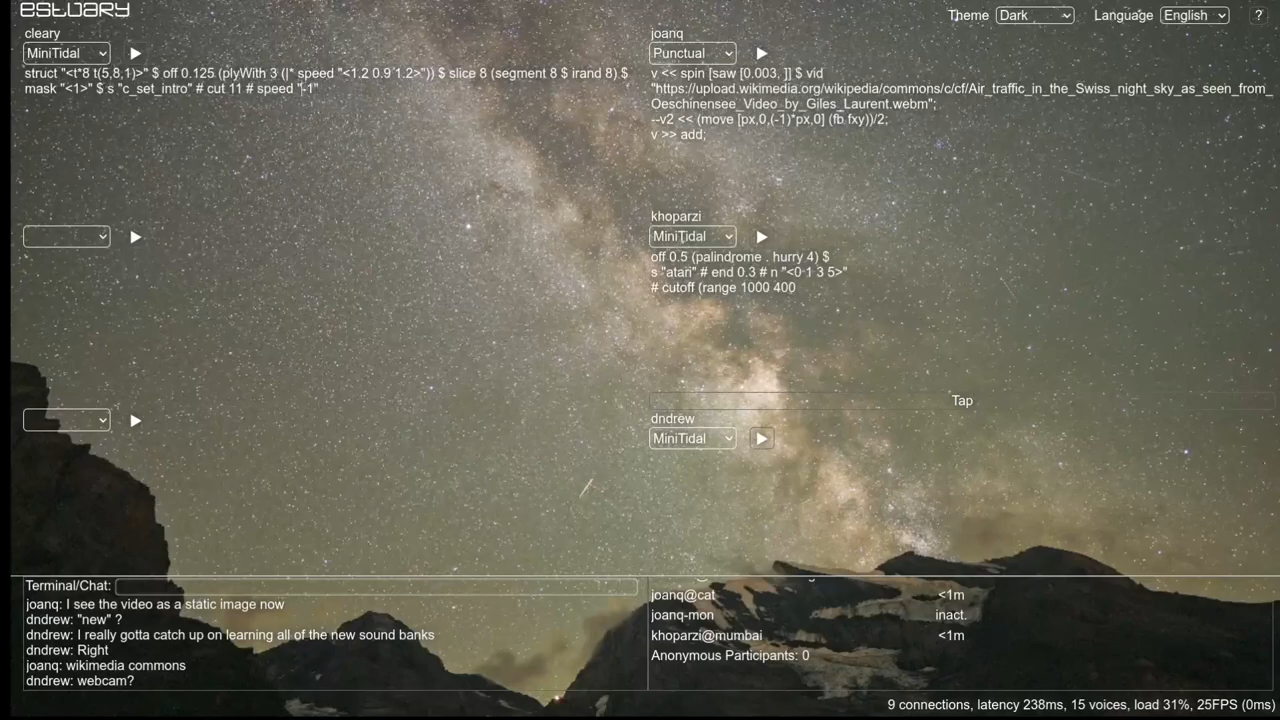 estuary
Theme Dark Language English ?
cleary
MiniTidal
struct "<t*8 t(5,8,1)>" $ off 0.125 (plyWith 3 (|* speed "<1.2 0.9 1.2>")) $ slice 8 (segment 8 $ irand 8) $
mask "<1>" $ s "c_set_intro" # cut 11 # speed "-1"
joanq
Punctual
v << spin [saw [0.003, ]] $ vid
"https://upload.wikimedia.org/wikipedia/commons/c/cf/Air_traffic_in_the_Swiss_night_sky_as_seen_from_
Oeschinensee_Video_by_Giles_Laurent.webm";
--v2 << (move [px,0,(-1)*px,0] (fb fxy))/2;
v >> add;
khoparzi
MiniTidal
off 0.5 (palindrome . hurry 4) $
s "atari" # end 0.3 # n "<0 1 3 5>"
# cutoff (range 1000 400
Tap
dndrew
MiniTidal
Terminal/Chat:
joanq: I see the video as a static image now
dndrew: "new" ?
dndrew: I really gotta catch up on learning all of the new sound banks
dndrew: Right
joanq: wikimedia commons
dndrew: webcam?
joanq@cat <1m
joanq-mon inact.
khoparzi@mumbai <1m
Anonymous Participants: 0
9 connections, latency 238ms, 15 voices, load 31%, 25FPS (0ms)